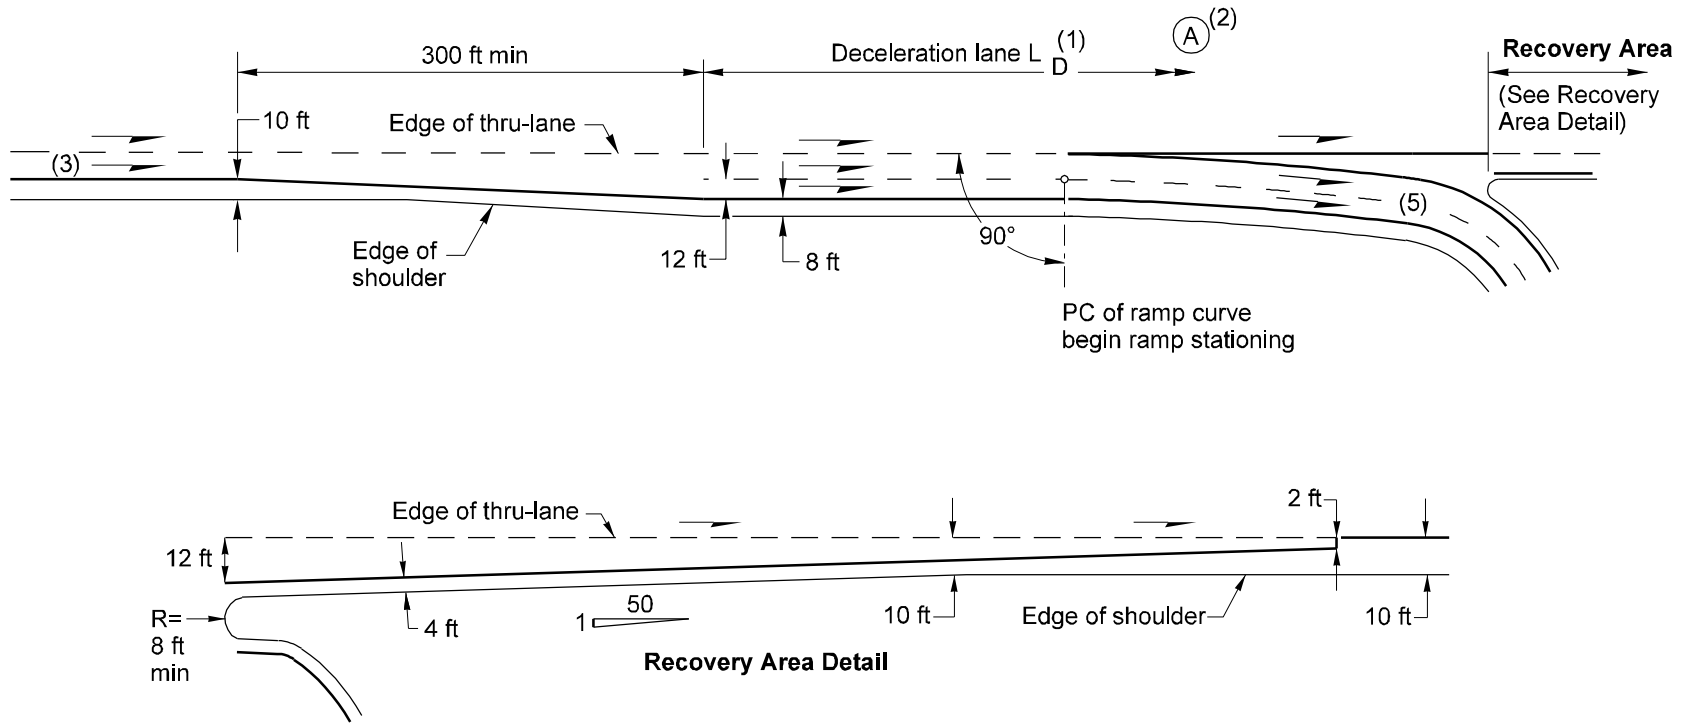 300 ft min
Deceleration lane L D (1)
A (2)
Recovery Area
(See Recovery
Area Detail)
10 ft
Edge of thru-lane
(3)
Edge of
shoulder
12 ft
8 ft
90°
(5)
PC of ramp curve
begin ramp stationing
Edge of thru-lane
2 ft
12 ft
R=
8 ft
min
4 ft
50
1
10 ft
Edge of shoulder
10 ft
Recovery Area Detail